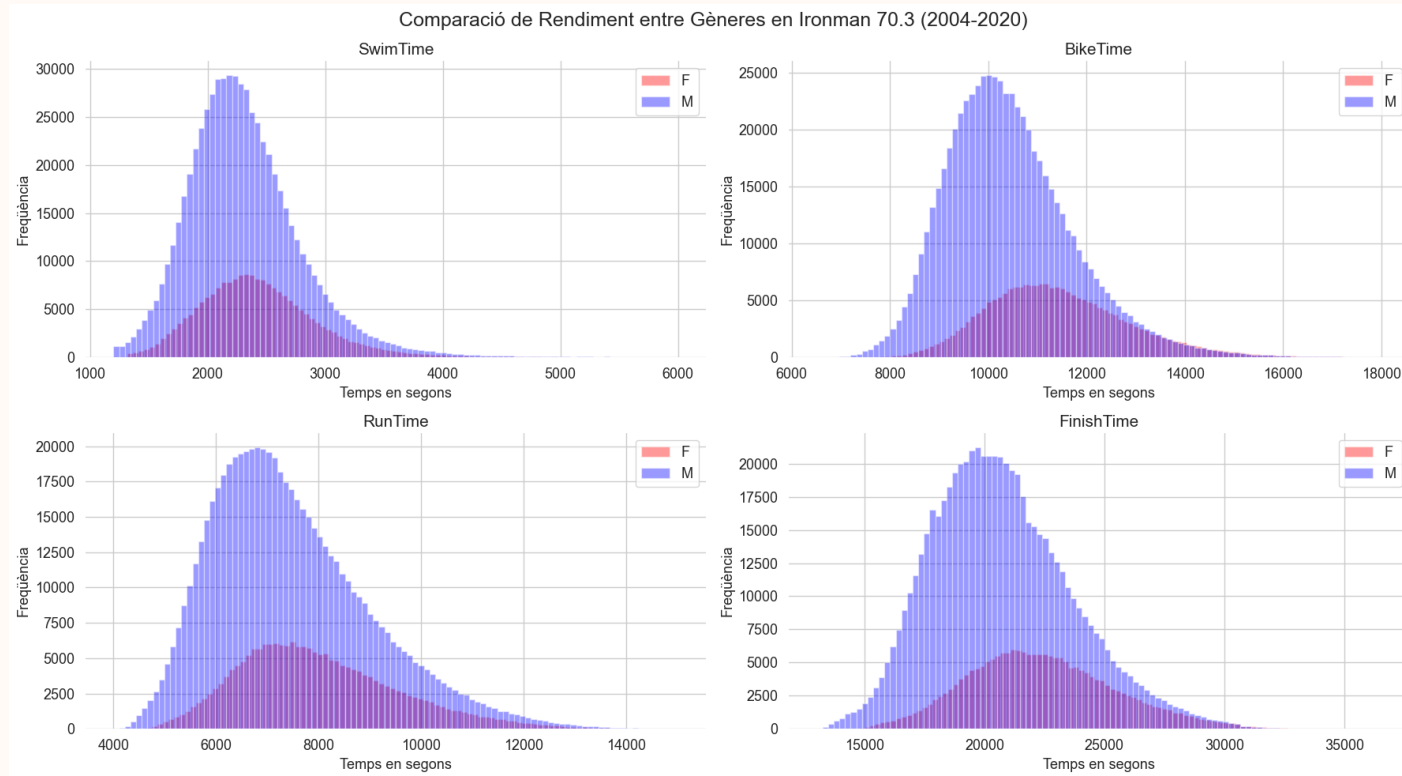 Comparació de Rendiment entre Gèneres en Ironman 70.3 (2004-2020)
SwimTime
30000
25000
20000
15000
10000
5000
0
Freqüència
F
M
1000 2000 3000 4000 5000 6000
Temps en segons
BikeTime
25000
20000
15000
10000
5000
0
Freqüència
F
M
6000 8000 10000 12000 14000 16000 18000
Temps en segons
RunTime
20000
17500
15000
12500
10000
7500
5000
2500
0
Freqüència
F
M
4000 6000 8000 10000 12000 14000
Temps en segons
FinishTime
20000
17500
15000
12500
10000
7500
5000
2500
0
Freqüència
F
M
15000 20000 25000 30000 35000
Temps en segons